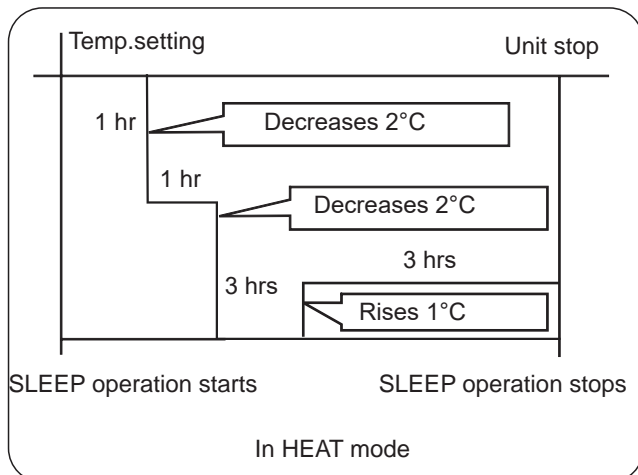 Temp.setting
Unit stop
1 hr
Decreases 2°C
1 hr
Decreases 2°C
3 hrs
3 hrs
Rises 1°C
SLEEP operation starts
SLEEP operation stops
In HEAT mode